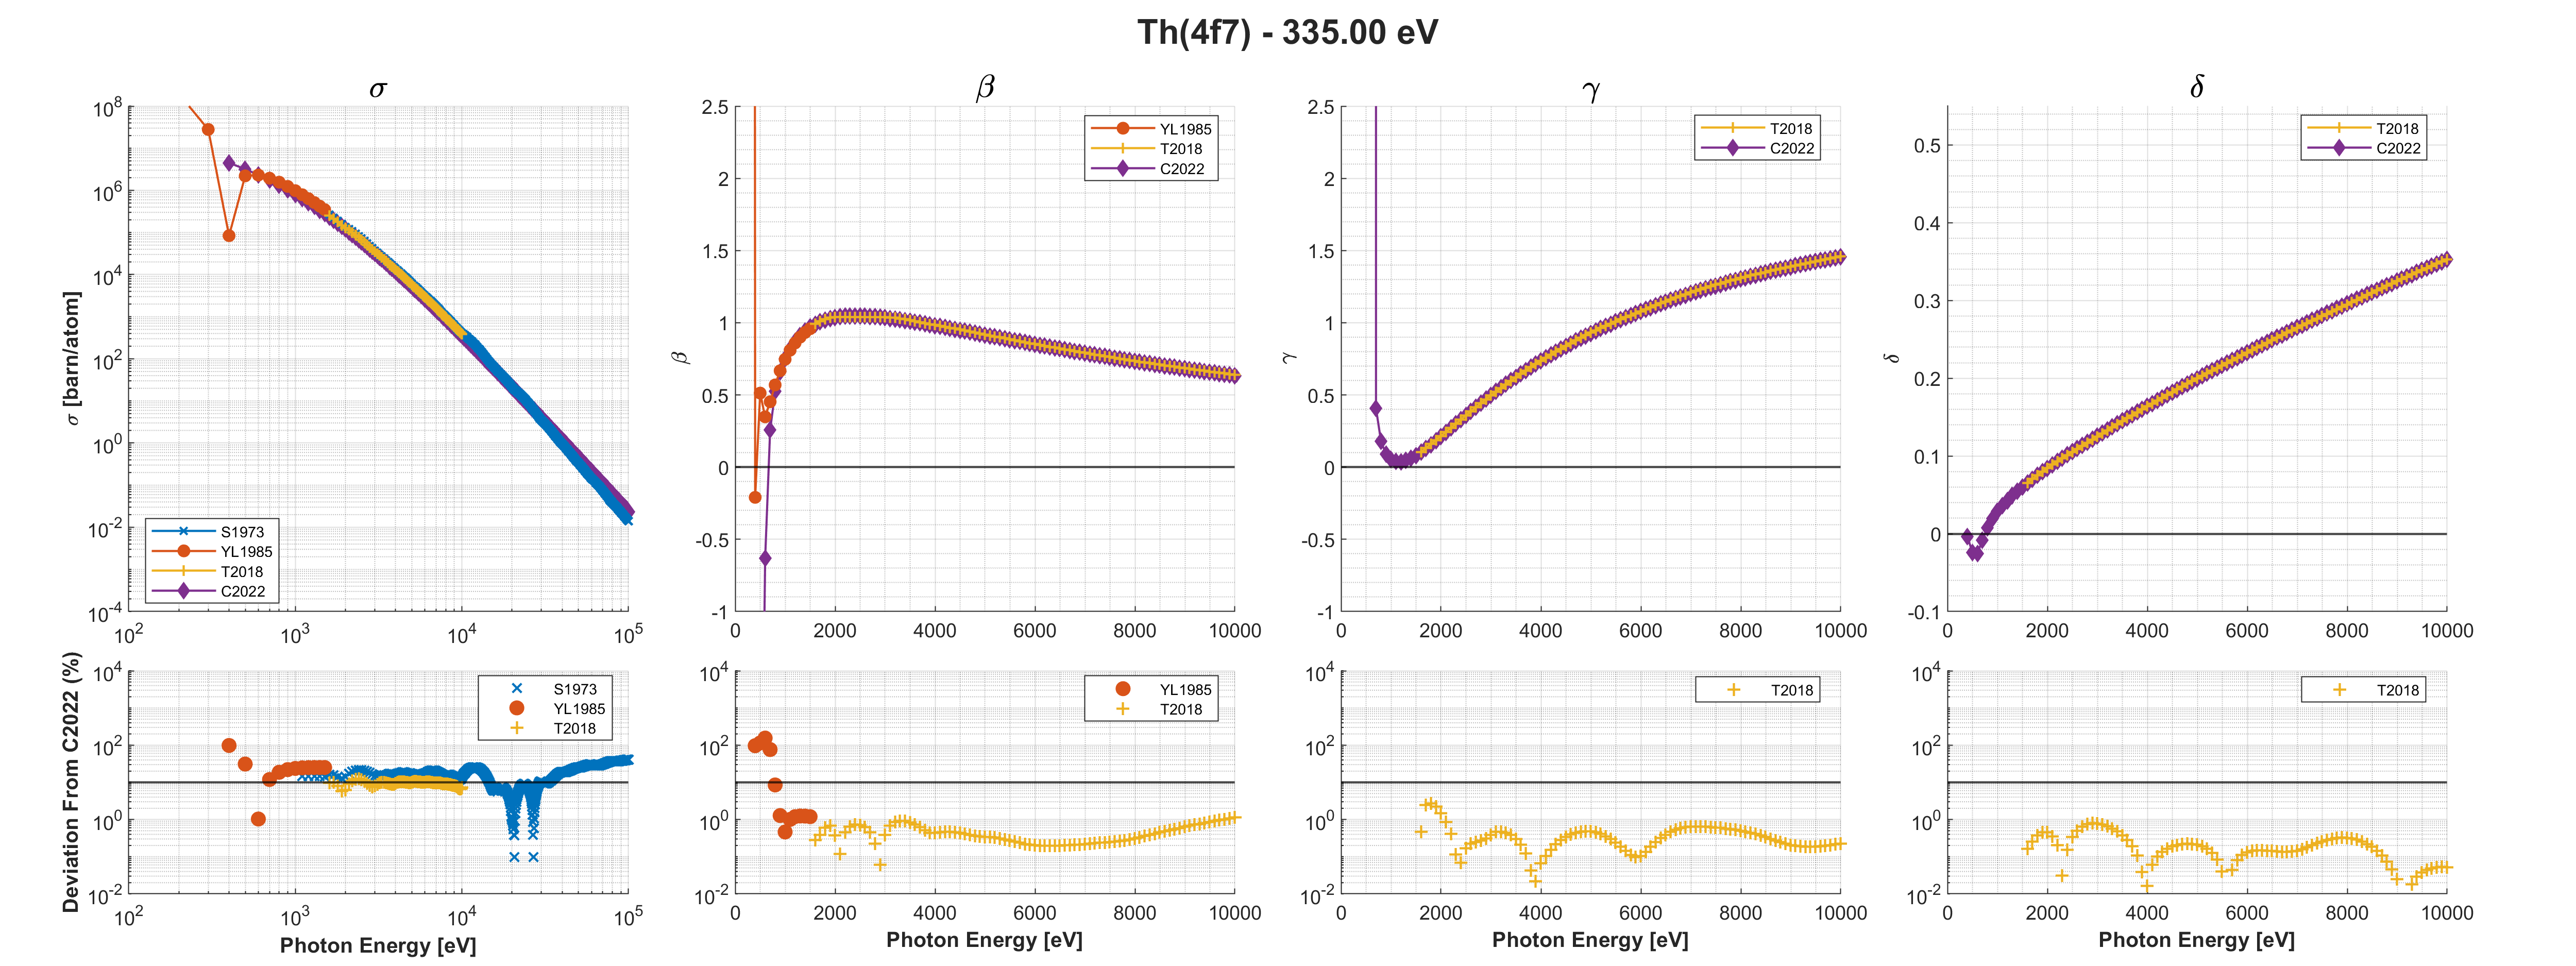 Th(4f7) - 335.00 eV
σ
σ [barn/atom]
10^8
10^6
10^4
10^2
10^0
10^-2
10^-4
10^2 10^3 10^4 10^5
S1973
YL1985
T2018
C2022
β
β
2.5
2
1.5
1
0.5
0
-0.5
-1
0 2000 4000 6000 8000 10000
YL1985
T2018
C2022
γ
γ
2.5
2
1.5
1
0.5
0
-0.5
-1
0 2000 4000 6000 8000 10000
T2018
C2022
δ
δ
0.5
0.4
0.3
0.2
0.1
0
-0.1
0 2000 4000 6000 8000 10000
T2018
C2022
Deviation From C2022 (%)
10^4
10^2
10^0
10^-2
10^2 10^3 10^4 10^5
Photon Energy [eV]
S1973
YL1985
T2018
10^4
10^2
10^0
10^-2
0 2000 4000 6000 8000 10000
Photon Energy [eV]
YL1985
T2018
10^4
10^2
10^0
10^-2
0 2000 4000 6000 8000 10000
Photon Energy [eV]
T2018
10^4
10^2
10^0
10^-2
0 2000 4000 6000 8000 10000
Photon Energy [eV]
T2018